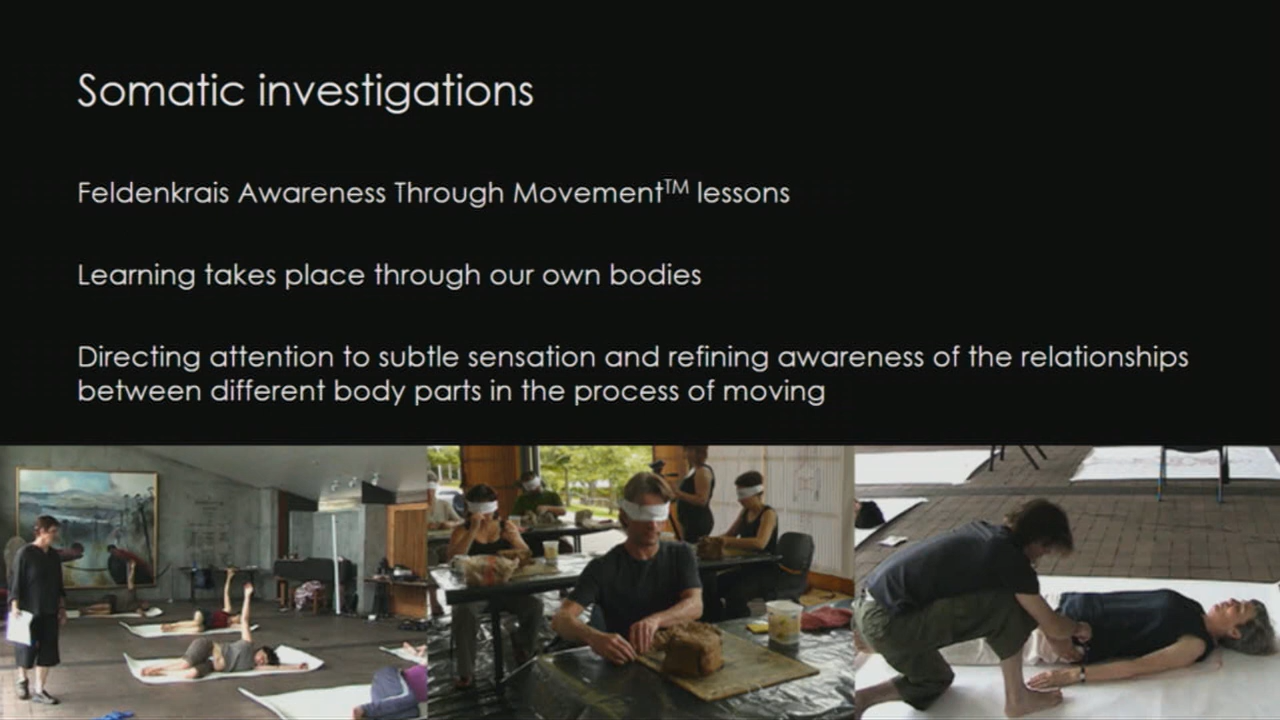 Somatic investigations
Feldenkrais Awareness Through Movement™ lessons
Learning takes place through our own bodies
Directing attention to subtle sensation and refining awareness of the relationships
between different body parts in the process of moving